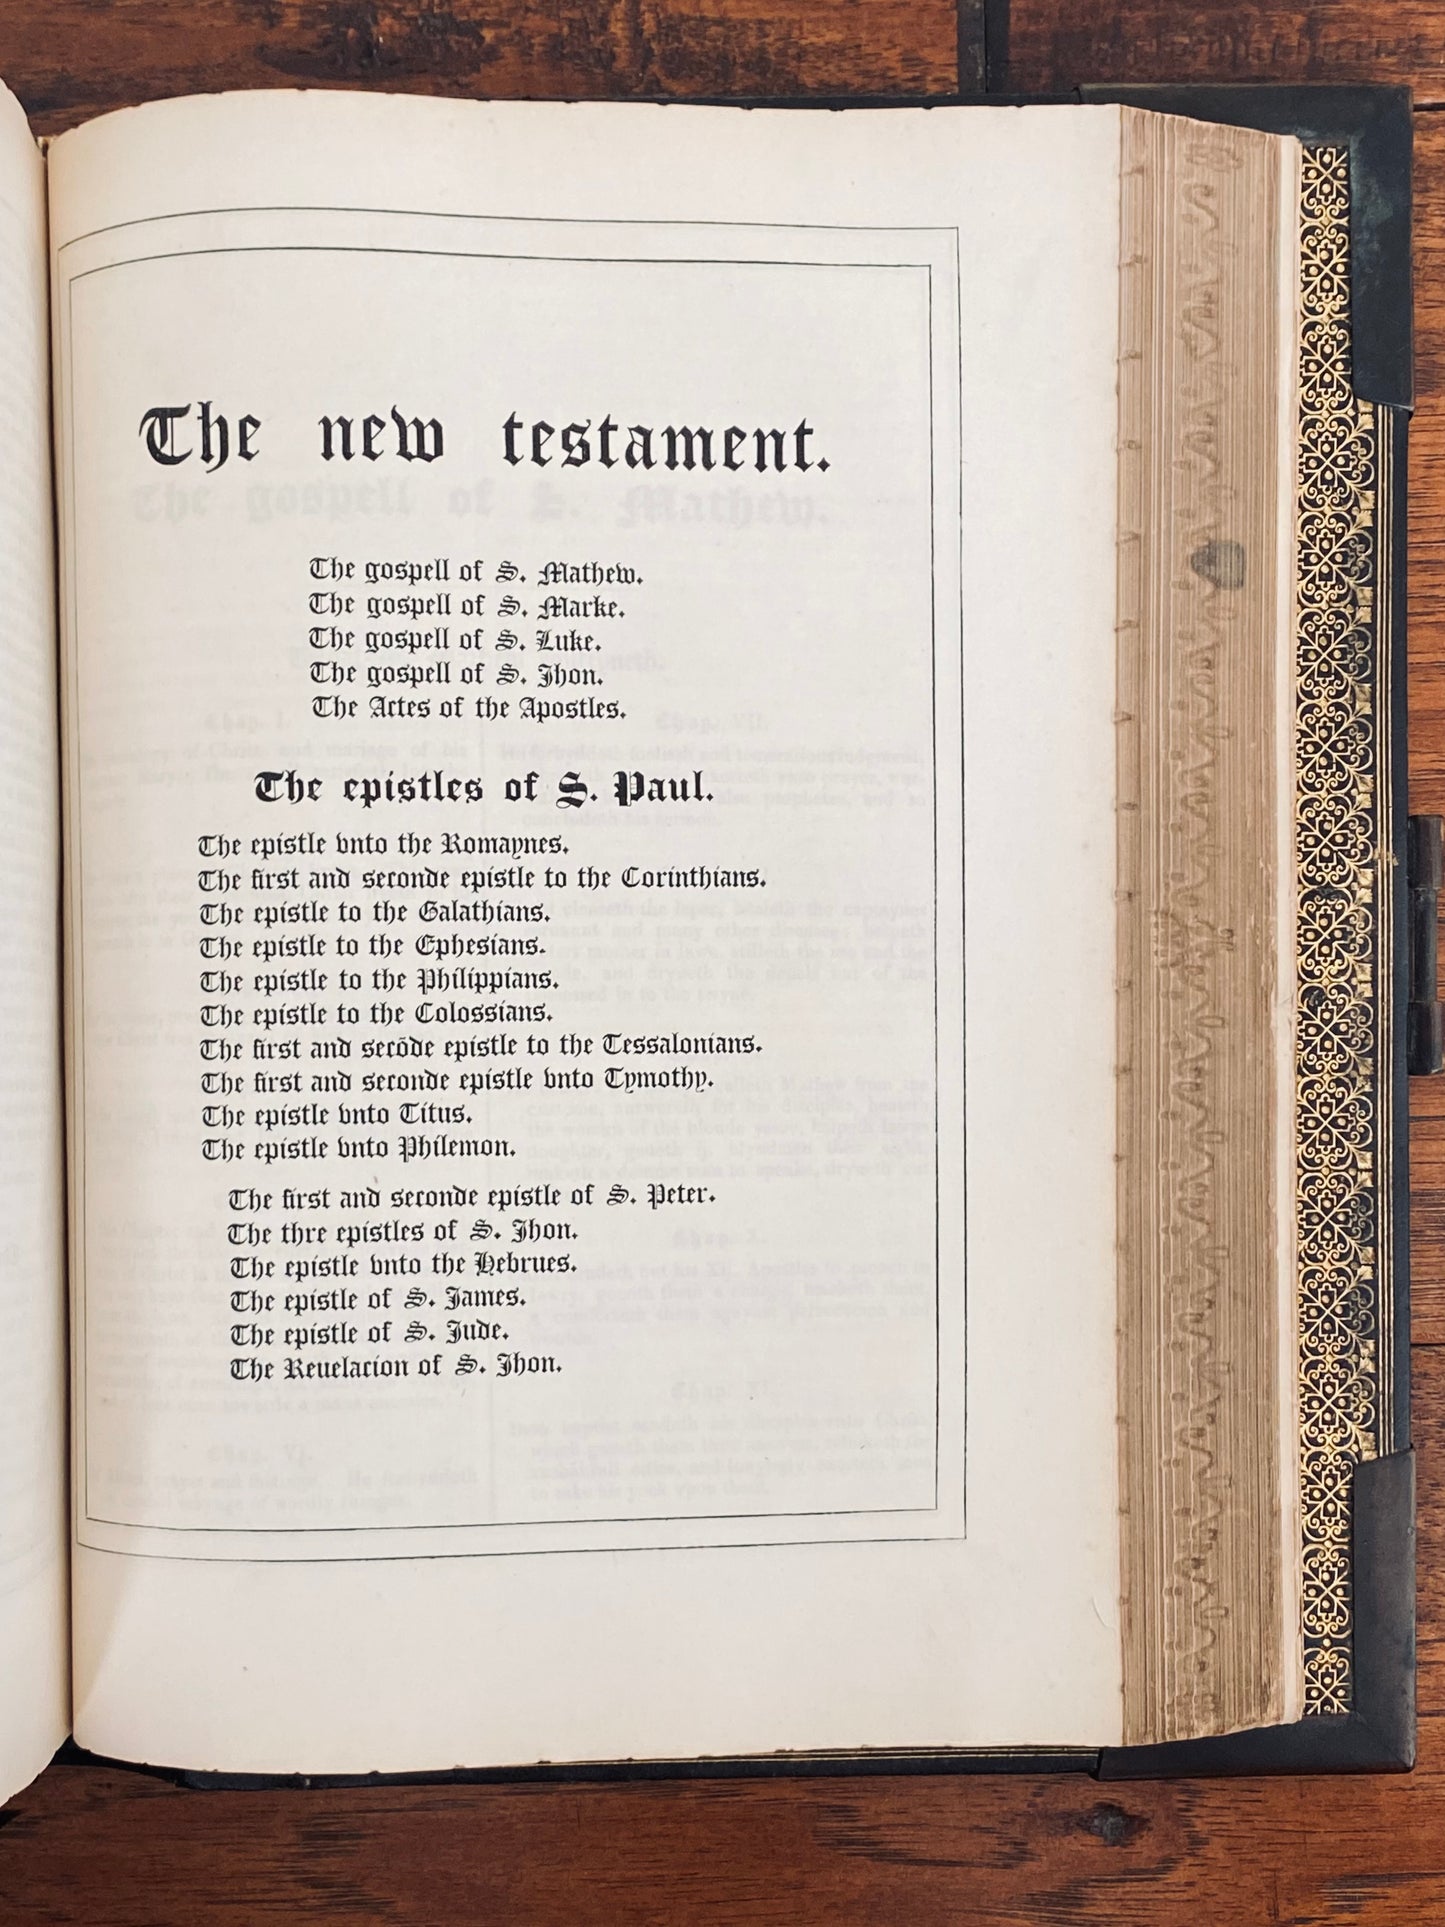 The new testament.
The gospell of S. Mathew.
The gospell of S. Marke.
The gospell of S. Luke.
The gospell of S. Jhon.
The Actes of the Apostles.
The epistles of S. Paul.
The epistle vnto the Romaynes.
The first and seconde epistle to the Corinthians.
The epistle to the Galathians.
The epistle to the Ephesians.
The epistle to the Philippians.
The epistle to the Colossians.
The first and secōde epistle to the Tessalonians.
The first and seconde epistle vnto Tymothy.
The epistle vnto Titus.
The epistle vnto Philemon.
The first and seconde epistle of S. Peter.
The thre epistles of S. Jhon.
The epistle vnto the Hebrues.
The epistle of S. James.
The epistle of S. Jude.
The Reuelacion of S. Jhon.